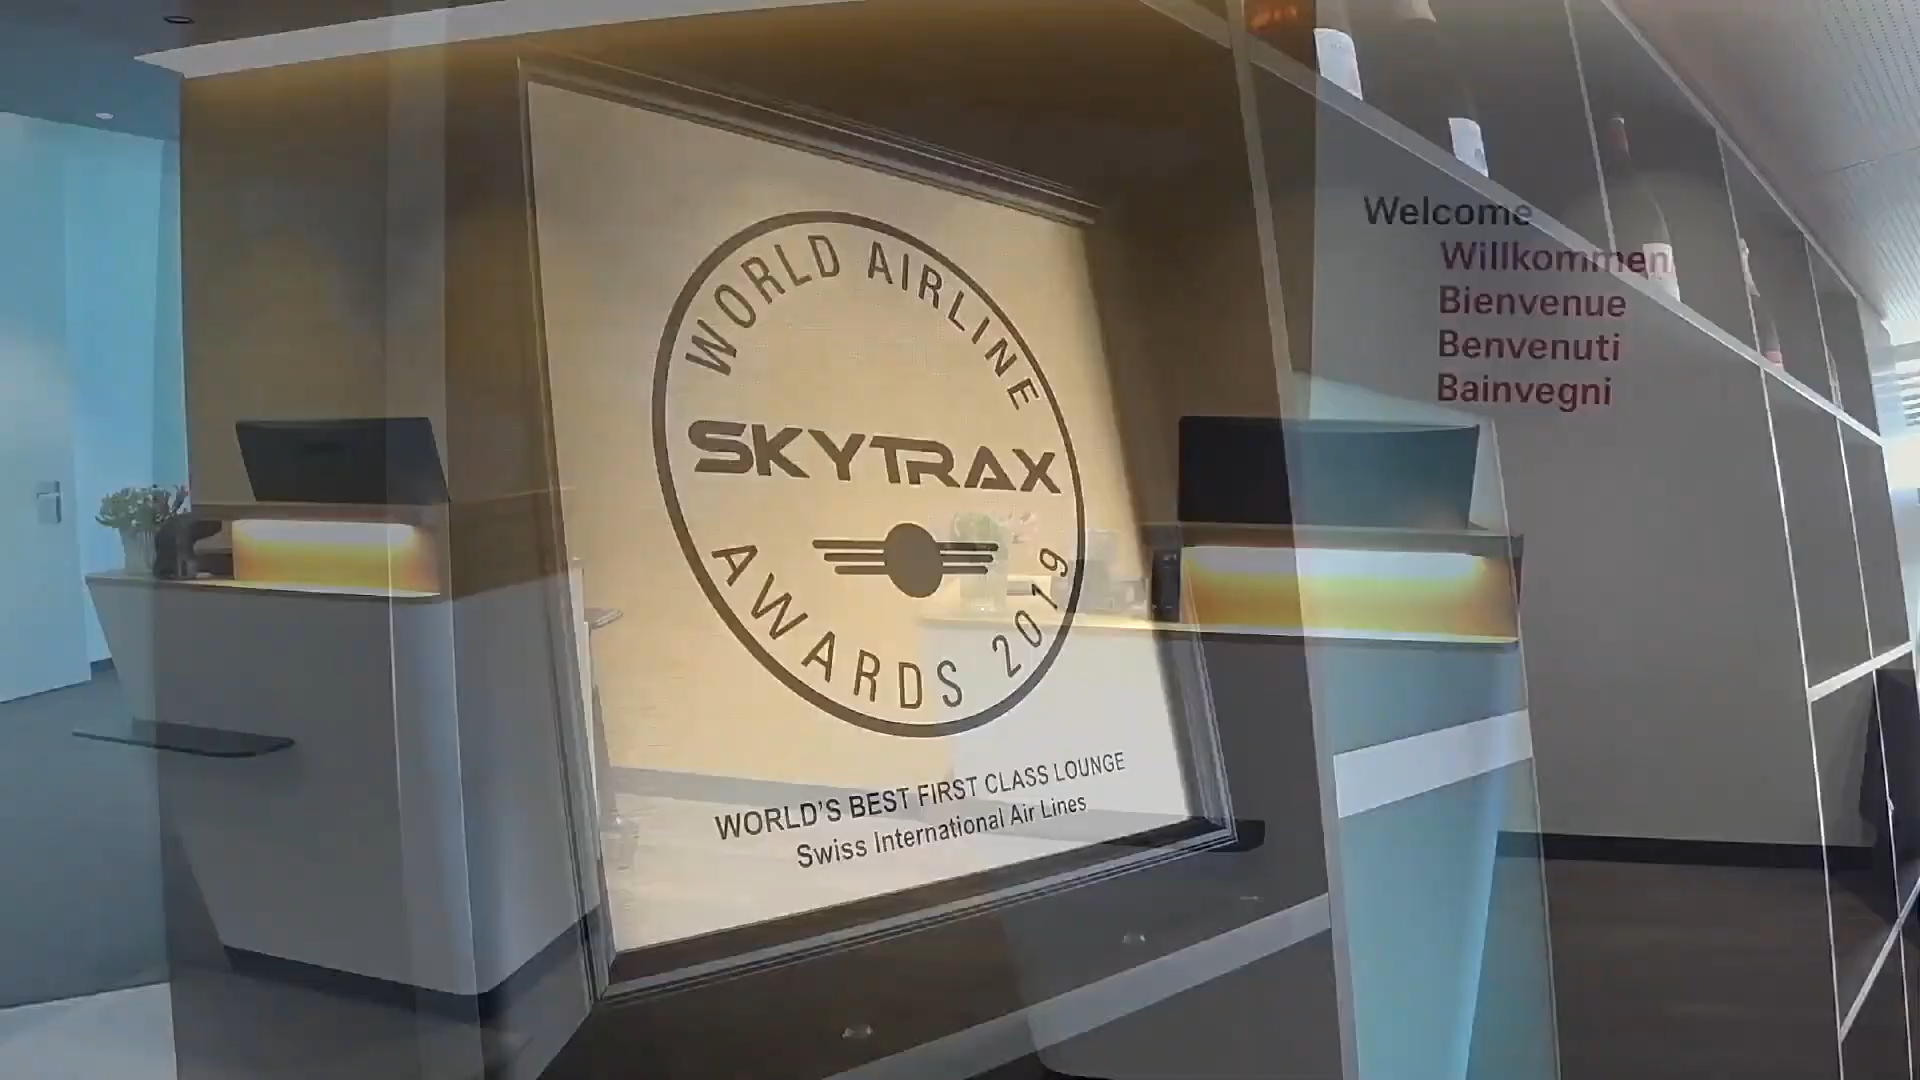 WORLD AIRLINE
SKYTRAX
AWARDS 2019
WORLD'S BEST FIRST CLASS LOUNGE
Swiss International Air Lines
Welcome
Willkommen
Bienvenue
Benvenuti
Bainvegni